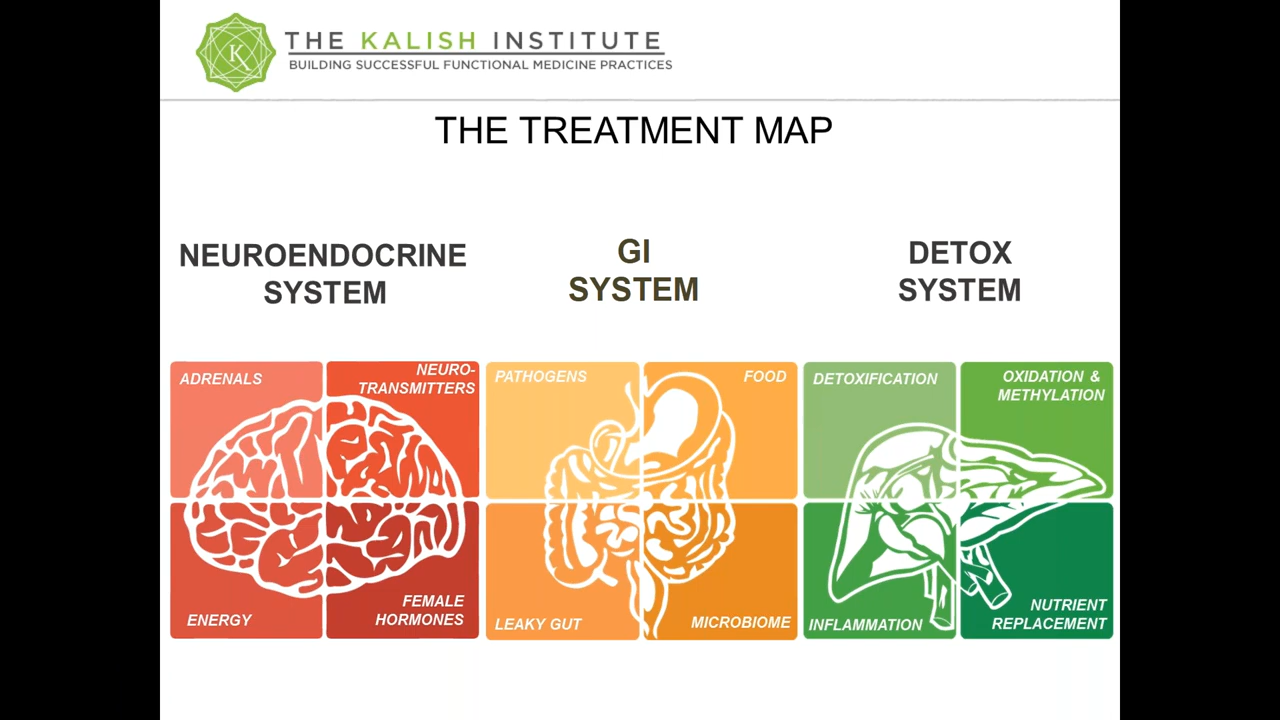 THE KALISH INSTITUTE
BUILDING SUCCESSFUL FUNCTIONAL MEDICINE PRACTICES
THE TREATMENT MAP
NEUROENDOCRINE
SYSTEM
GI
SYSTEM
DETOX
SYSTEM
ADRENALS
NEURO-
TRANSMITTERS
ENERGY
FEMALE
HORMONES
PATHOGENS
FOOD
LEAKY GUT
MICROBIOME
DETOXIFICATION
OXIDATION &
METHYLATION
INFLAMMATION
NUTRIENT
REPLACEMENT